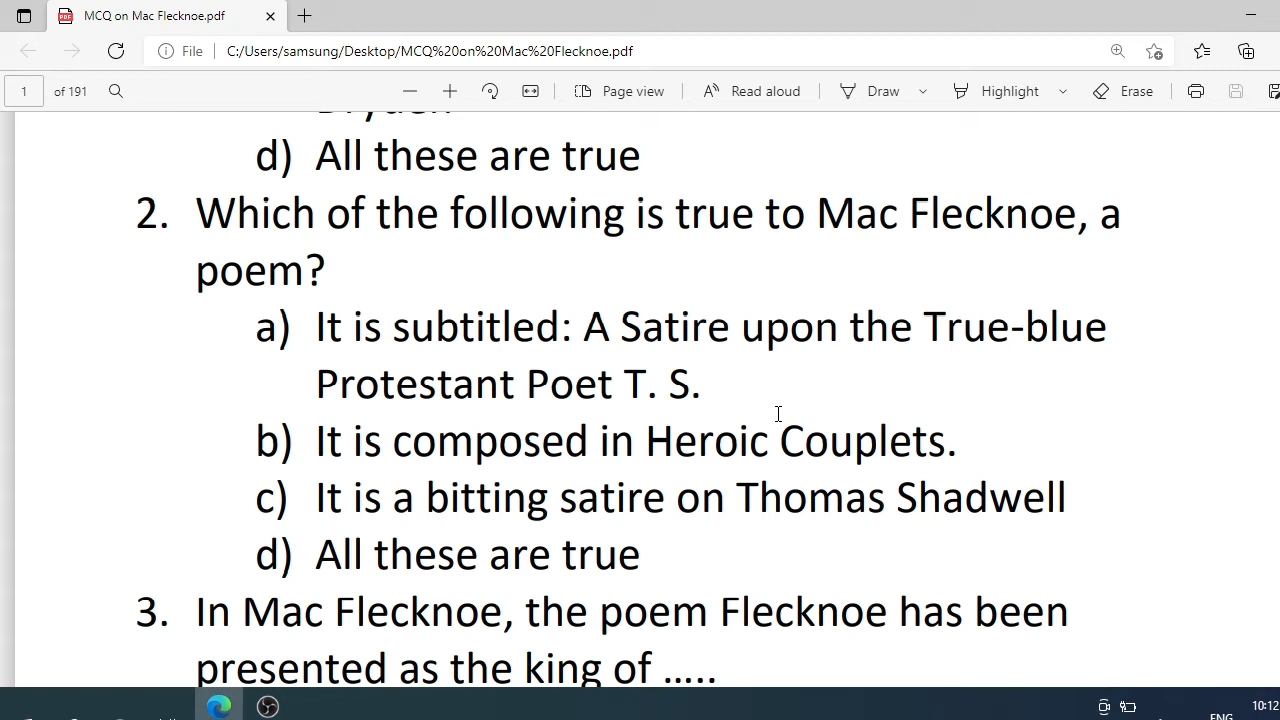 MCQ on Mac Flecknoe.pdf
File C:/Users/samsung/Desktop/MCQ%20on%20Mac%20Flecknoe.pdf
1 of 191 Page view Read aloud Draw Highlight Erase
d) All these are true
2. Which of the following is true to Mac Flecknoe, a
poem?
a) It is subtitled: A Satire upon the True-blue
Protestant Poet T. S.
b) It is composed in Heroic Couplets.
c) It is a bitting satire on Thomas Shadwell
d) All these are true
3. In Mac Flecknoe, the poem Flecknoe has been
presented as the king of .....
10:12
ENG